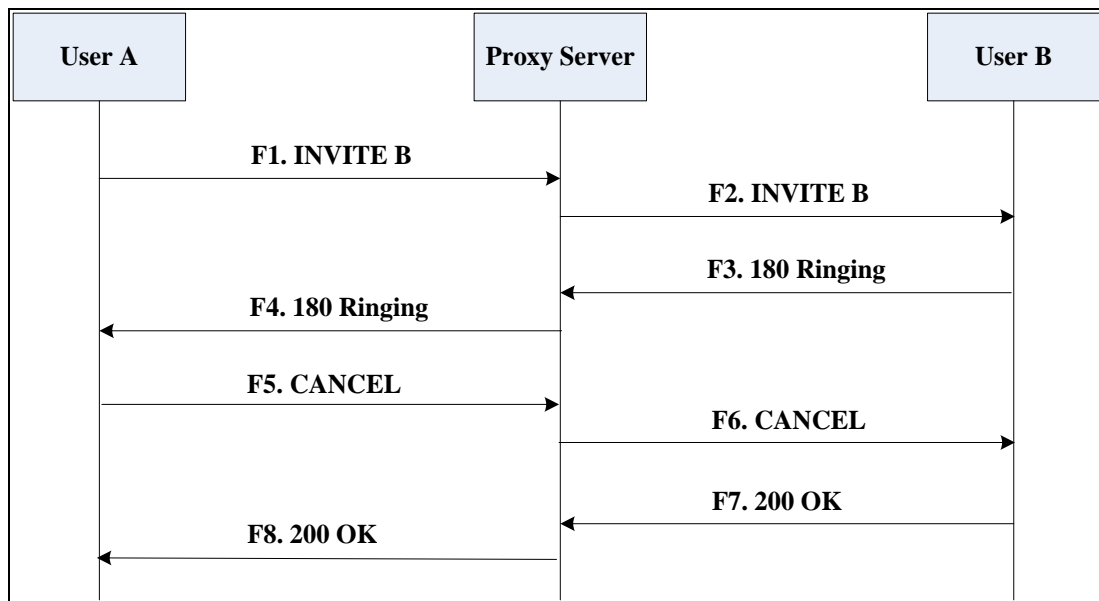 User A
Proxy Server
User B
F1. INVITE B
F2. INVITE B
F3. 180 Ringing
F4. 180 Ringing
F5. CANCEL
F6. CANCEL
F7. 200 OK
F8. 200 OK